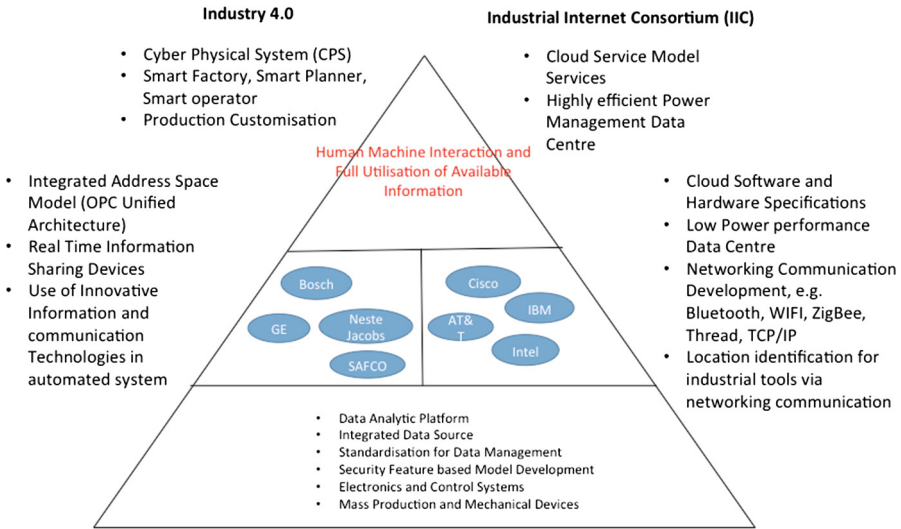 Industry 4.0
• Cyber Physical System (CPS)
• Smart Factory, Smart Planner,
Smart operator
• Production Customisation
Industrial Internet Consortium (IIC)
• Cloud Service Model
Services
• Highly efficient Power
Management Data
Centre
Human Machine Interaction and
Full Utilisation of Available
Information
• Integrated Address Space
Model (OPC Unified
Architecture)
• Real Time Information
Sharing Devices
• Use of Innovative
Information and
communication
Technologies in
automated system
Bosch
GE
Neste
Jacobs
SAFCO
Cisco
IBM
AT&
T
Intel
• Cloud Software and
Hardware Specifications
• Low Power performance
Data Centre
• Networking Communication
Development, e.g.
Bluetooth, WIFI, ZigBee,
Thread, TCP/IP
• Location identification for
industrial tools via
networking communication
• Data Analytic Platform
• Integrated Data Source
• Standardisation for Data Management
• Security Feature based Model Development
• Electronics and Control Systems
• Mass Production and Mechanical Devices